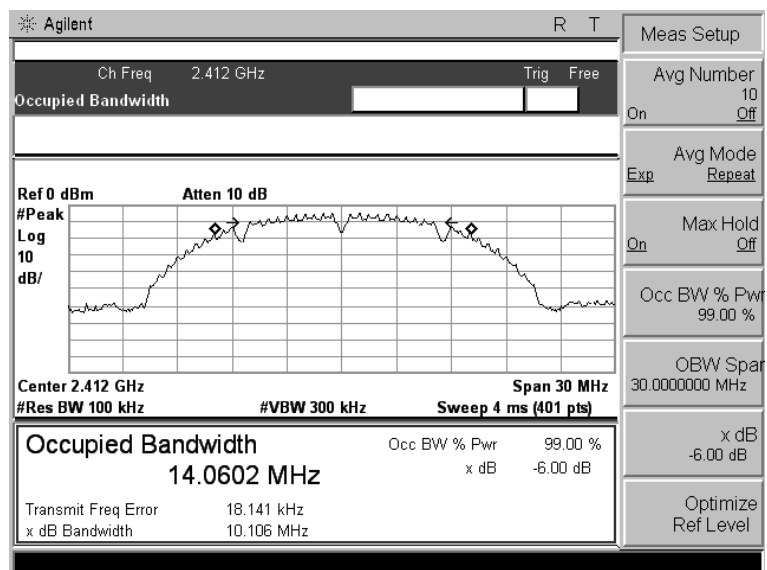 Agilent
R T
Ch Freq 2.412 GHz Trig Free
Occupied Bandwidth
Ref 0 dBm Atten 10 dB
#Peak
Log
10
dB/
Center 2.412 GHz Span 30 MHz
#Res BW 100 kHz #VBW 300 kHz Sweep 4 ms (401 pts)
Occupied Bandwidth
14.0602 MHz
Occ BW % Pwr 99.00 %
x dB -6.00 dB
Transmit Freq Error 18.141 kHz
x dB Bandwidth 10.106 MHz
Meas Setup
Avg Number
10
On Off
Avg Mode
Exp Repeat
Max Hold
On Off
Occ BW % Pwr
99.00 %
OBW Span
30.0000000 MHz
x dB
-6.00 dB
Optimize
Ref Level